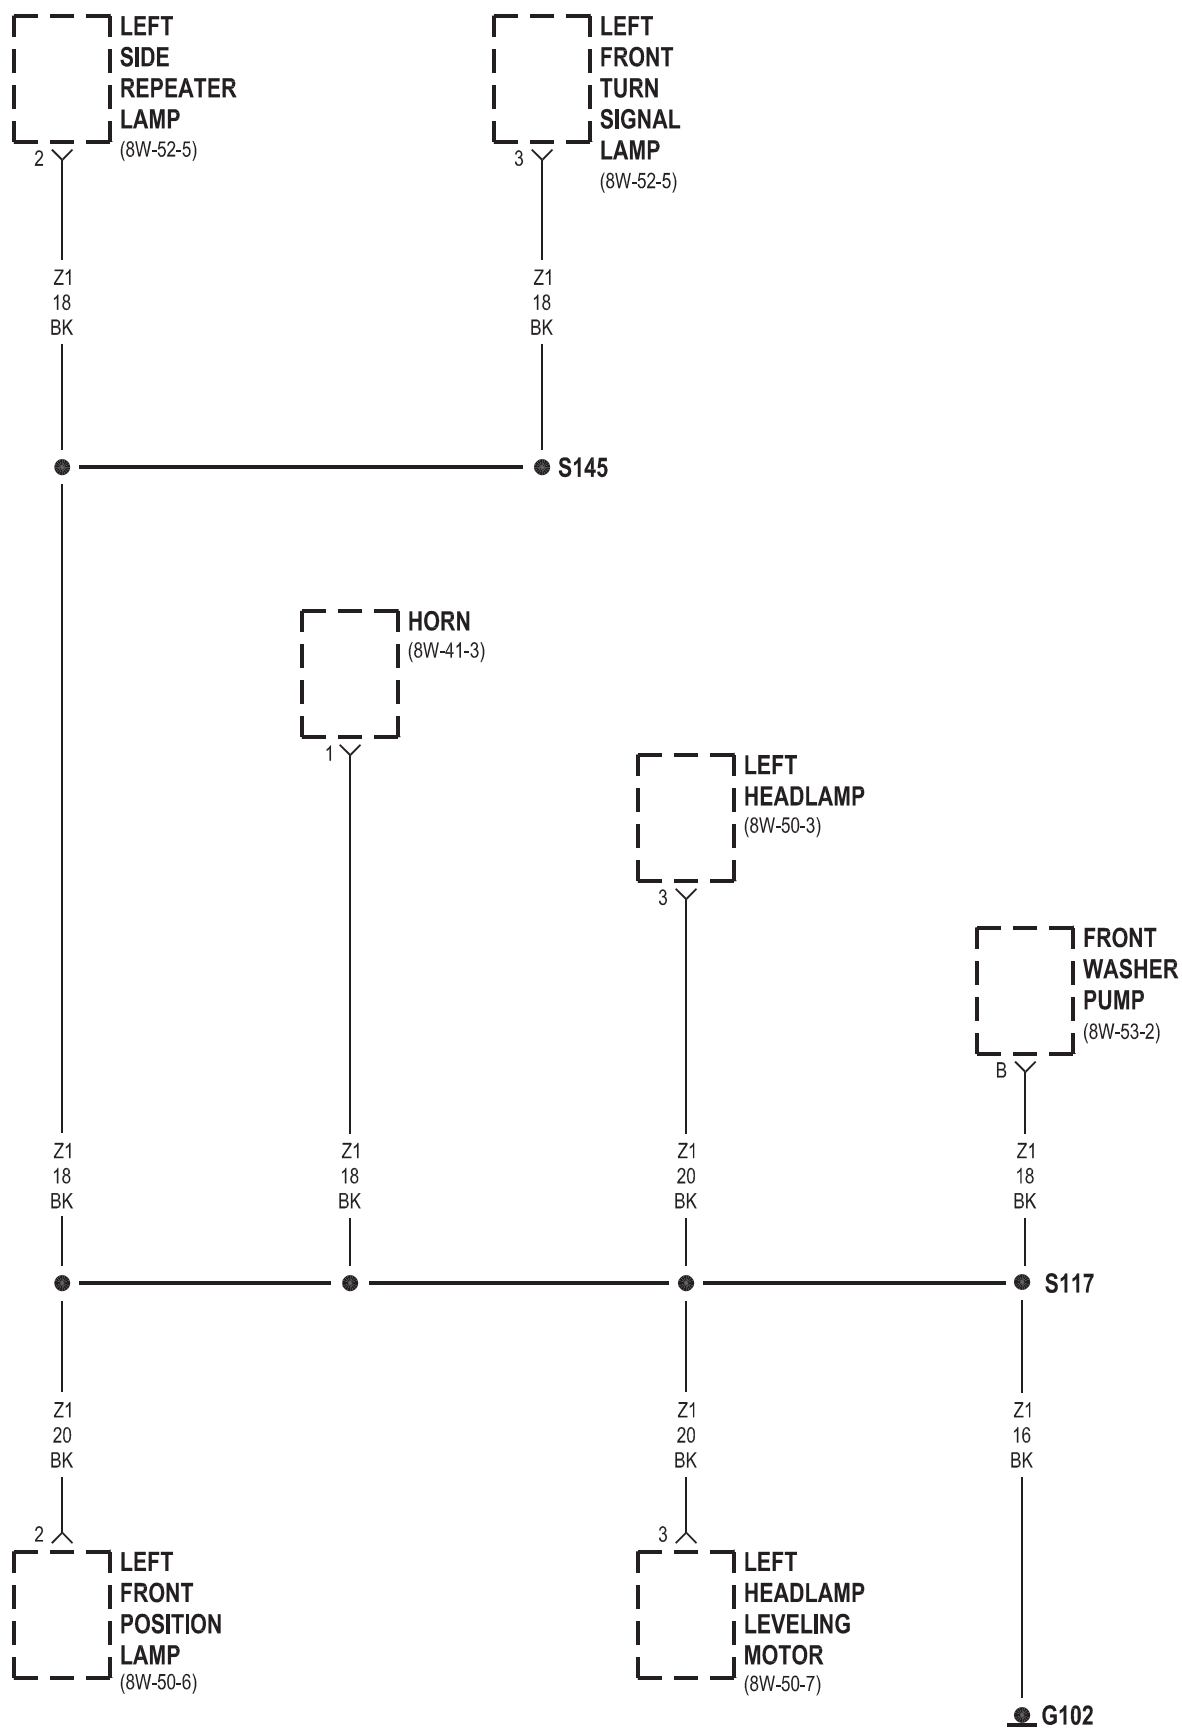 LEFT
SIDE
REPEATER
LAMP
(8W-52-5)
2
LEFT
FRONT
TURN
SIGNAL
LAMP
(8W-52-5)
3
Z1
18
BK
Z1
18
BK
S145
HORN
(8W-41-3)
1
LEFT
HEADLAMP
(8W-50-3)
3
FRONT
WASHER
PUMP
(8W-53-2)
B
Z1
18
BK
Z1
18
BK
Z1
20
BK
Z1
18
BK
S117
Z1
20
BK
Z1
20
BK
Z1
16
BK
2
LEFT
FRONT
POSITION
LAMP
(8W-50-6)
3
LEFT
HEADLAMP
LEVELING
MOTOR
(8W-50-7)
G102